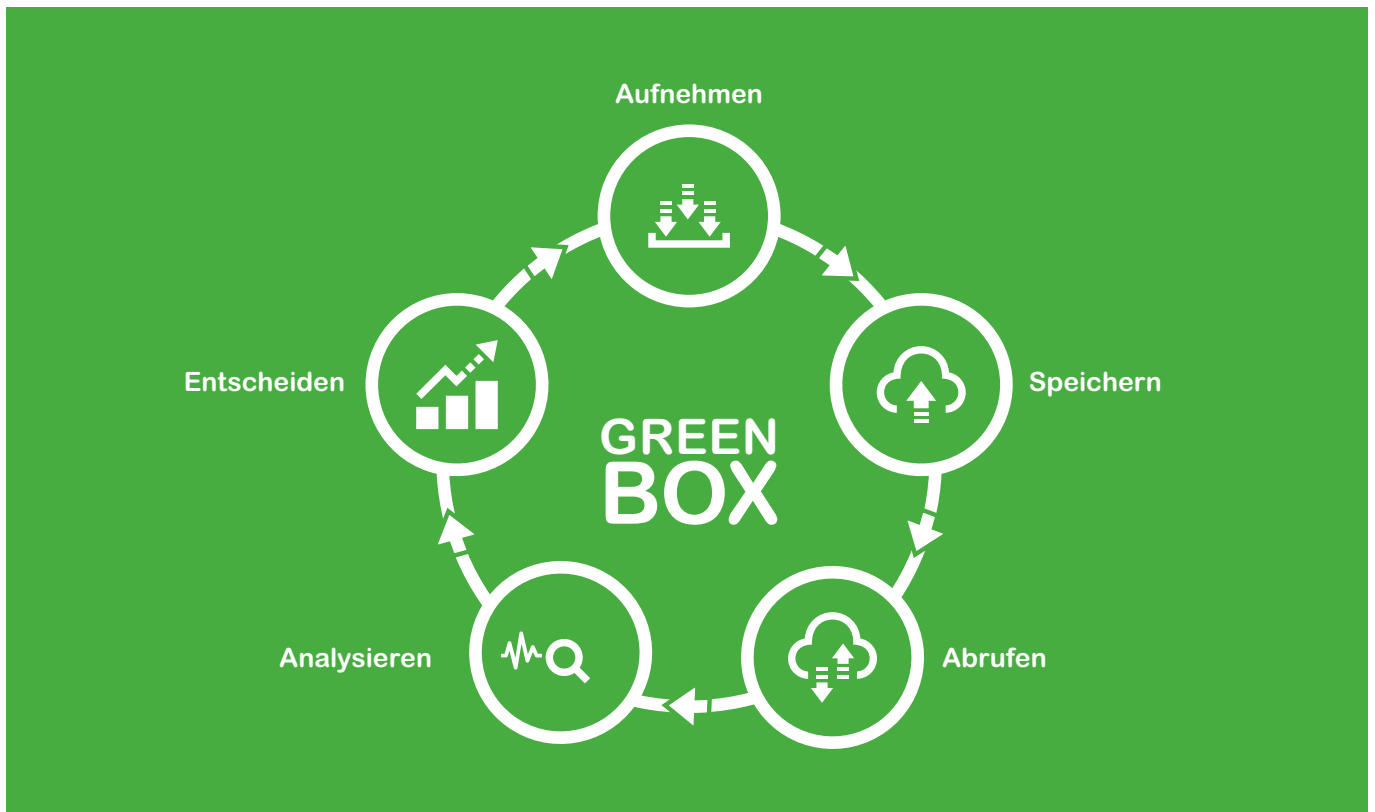 Aufnehmen
Entscheiden
Speichern
GREEN
BOX
Analysieren
Abrufen